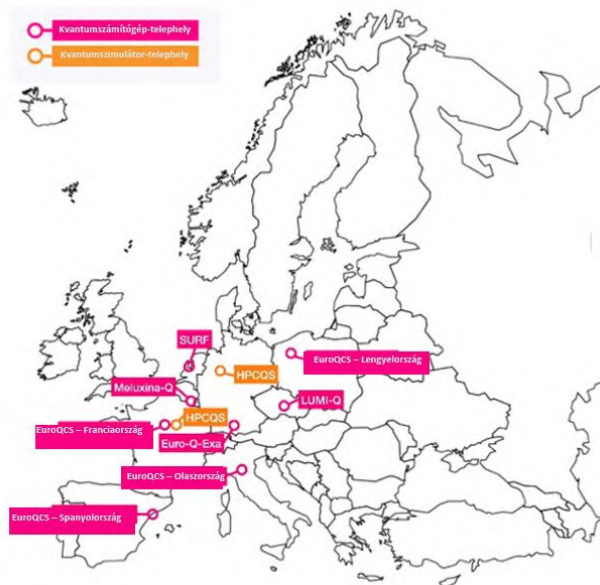 Kvantumszámítógép-telephely
Kvantumszimulátor-telephely
SURF
EuroQCS – Lengyelország
HPCQS
Meluxina-Q
LUMI-Q
HPCQS
EuroQCS – Franciaország
Euro-Q-Exa
EuroQCS – Olaszország
EuroQCS – Spanyolország